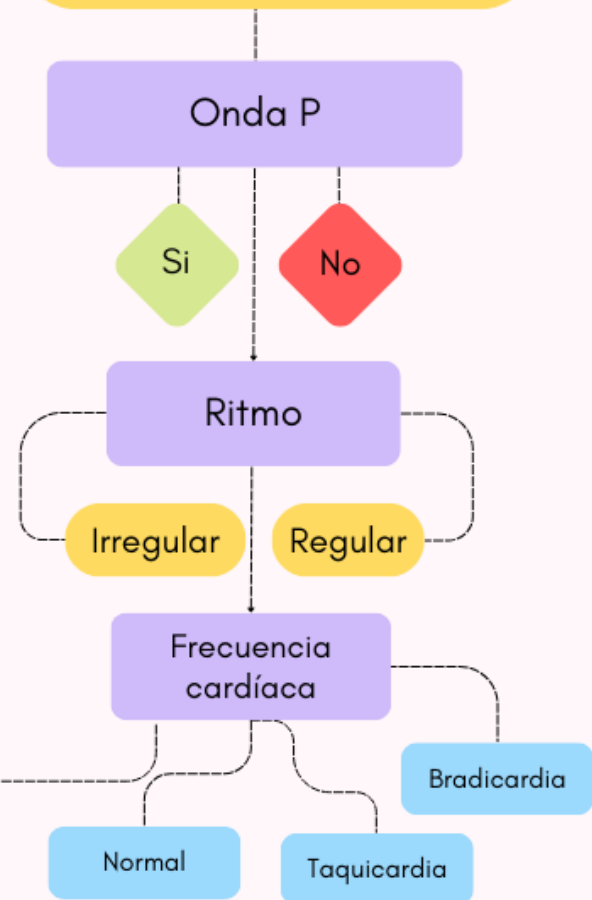 Onda P
Si
No
Ritmo
Irregular
Regular
Frecuencia
cardíaca
Bradicardia
Normal
Taquicardia